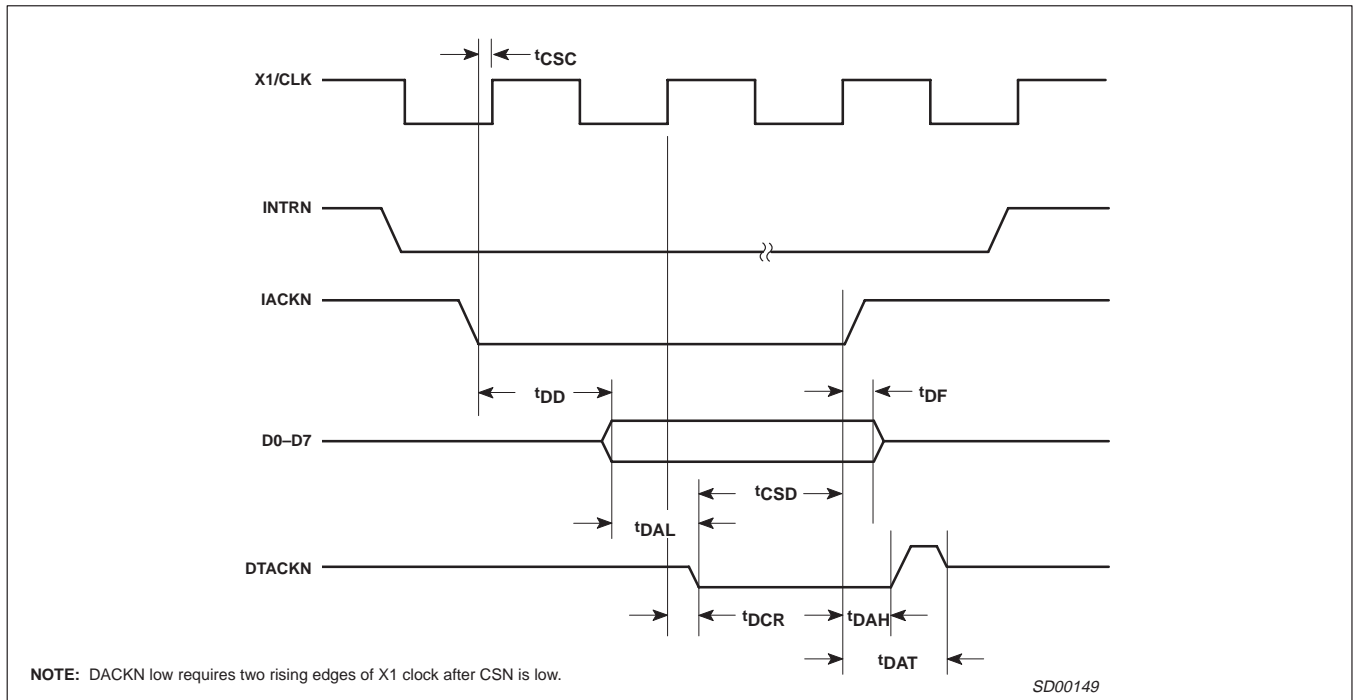 tCSC
X1/CLK
INTRN
IACKN
tDD
tDF
D0–D7
tCSD
tDAL
DTACKN
tDCR
tDAH
tDAT
NOTE: DACKN low requires two rising edges of X1 clock after CSN is low.
SD00149